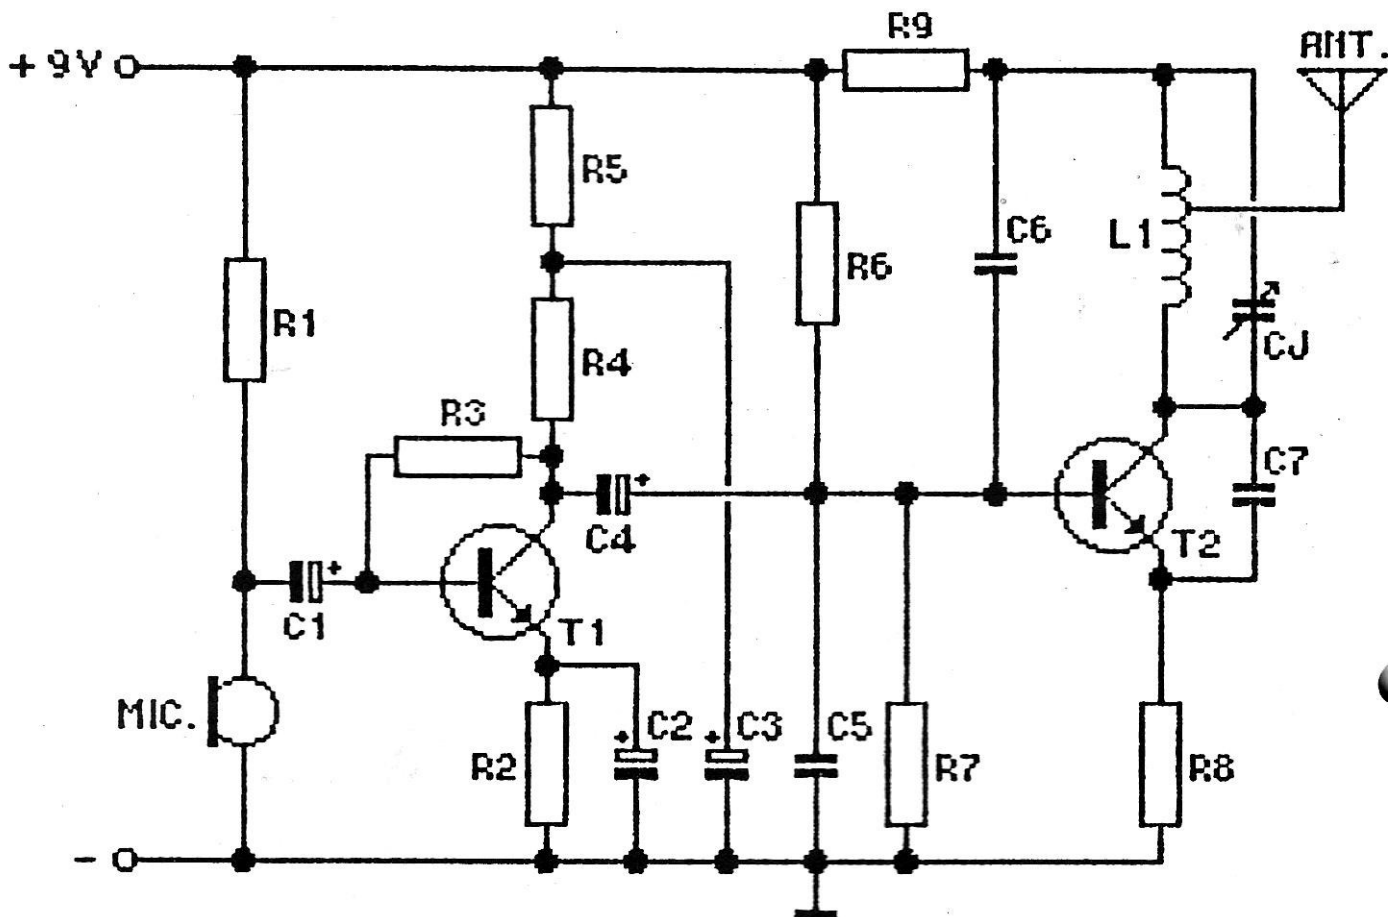 R9
ANT.
+ 9V
R5
C6
L1
R6
R1
CJ
R4
R3
C7
C4
T2
C1
T1
MIC.
+
+
+
C2
+
C3
C5
R2
R7
R8
-